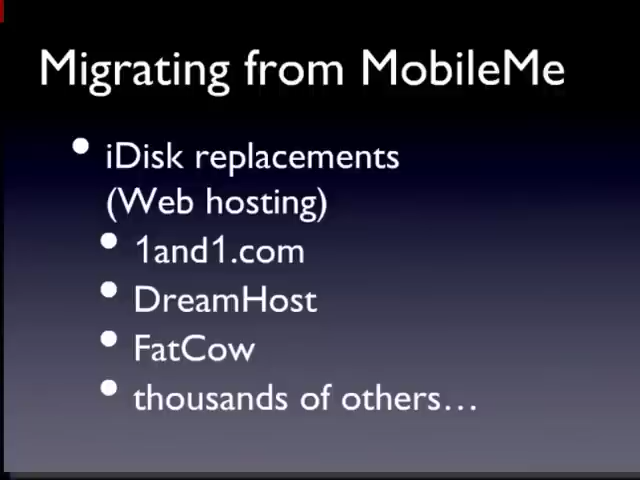 Migrating from MobileMe
• iDisk replacements
(Web hosting)
• 1and1.com
• DreamHost
• FatCow
• thousands of others…